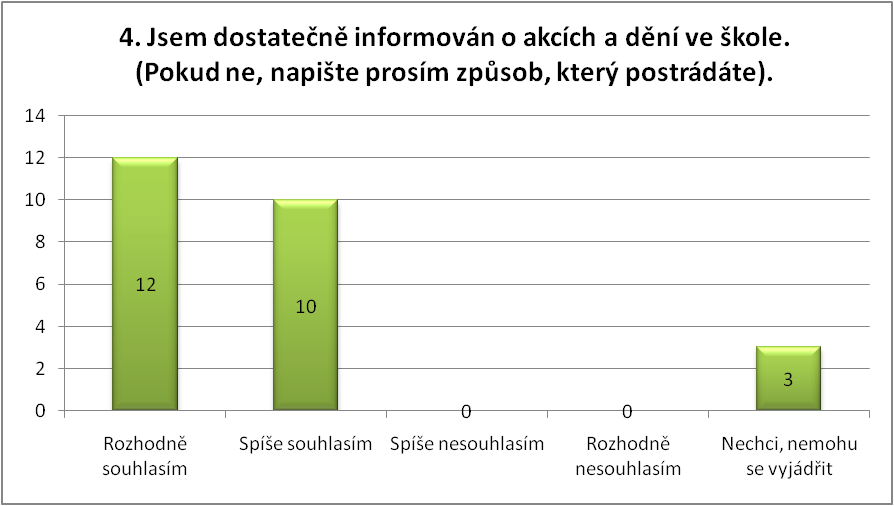 4. Jsem dostatečně informován o akcích a dění ve škole.
(Pokud ne, napište prosím způsob, který postrádáte).
14
12
10
8
6
4
2
0
12
10
0
0
3
Rozhodně
souhlasím
Spíše souhlasím
Spíše nesouhlasím
Rozhodně
nesouhlasím
Nechci, nemohu
se vyjádřit